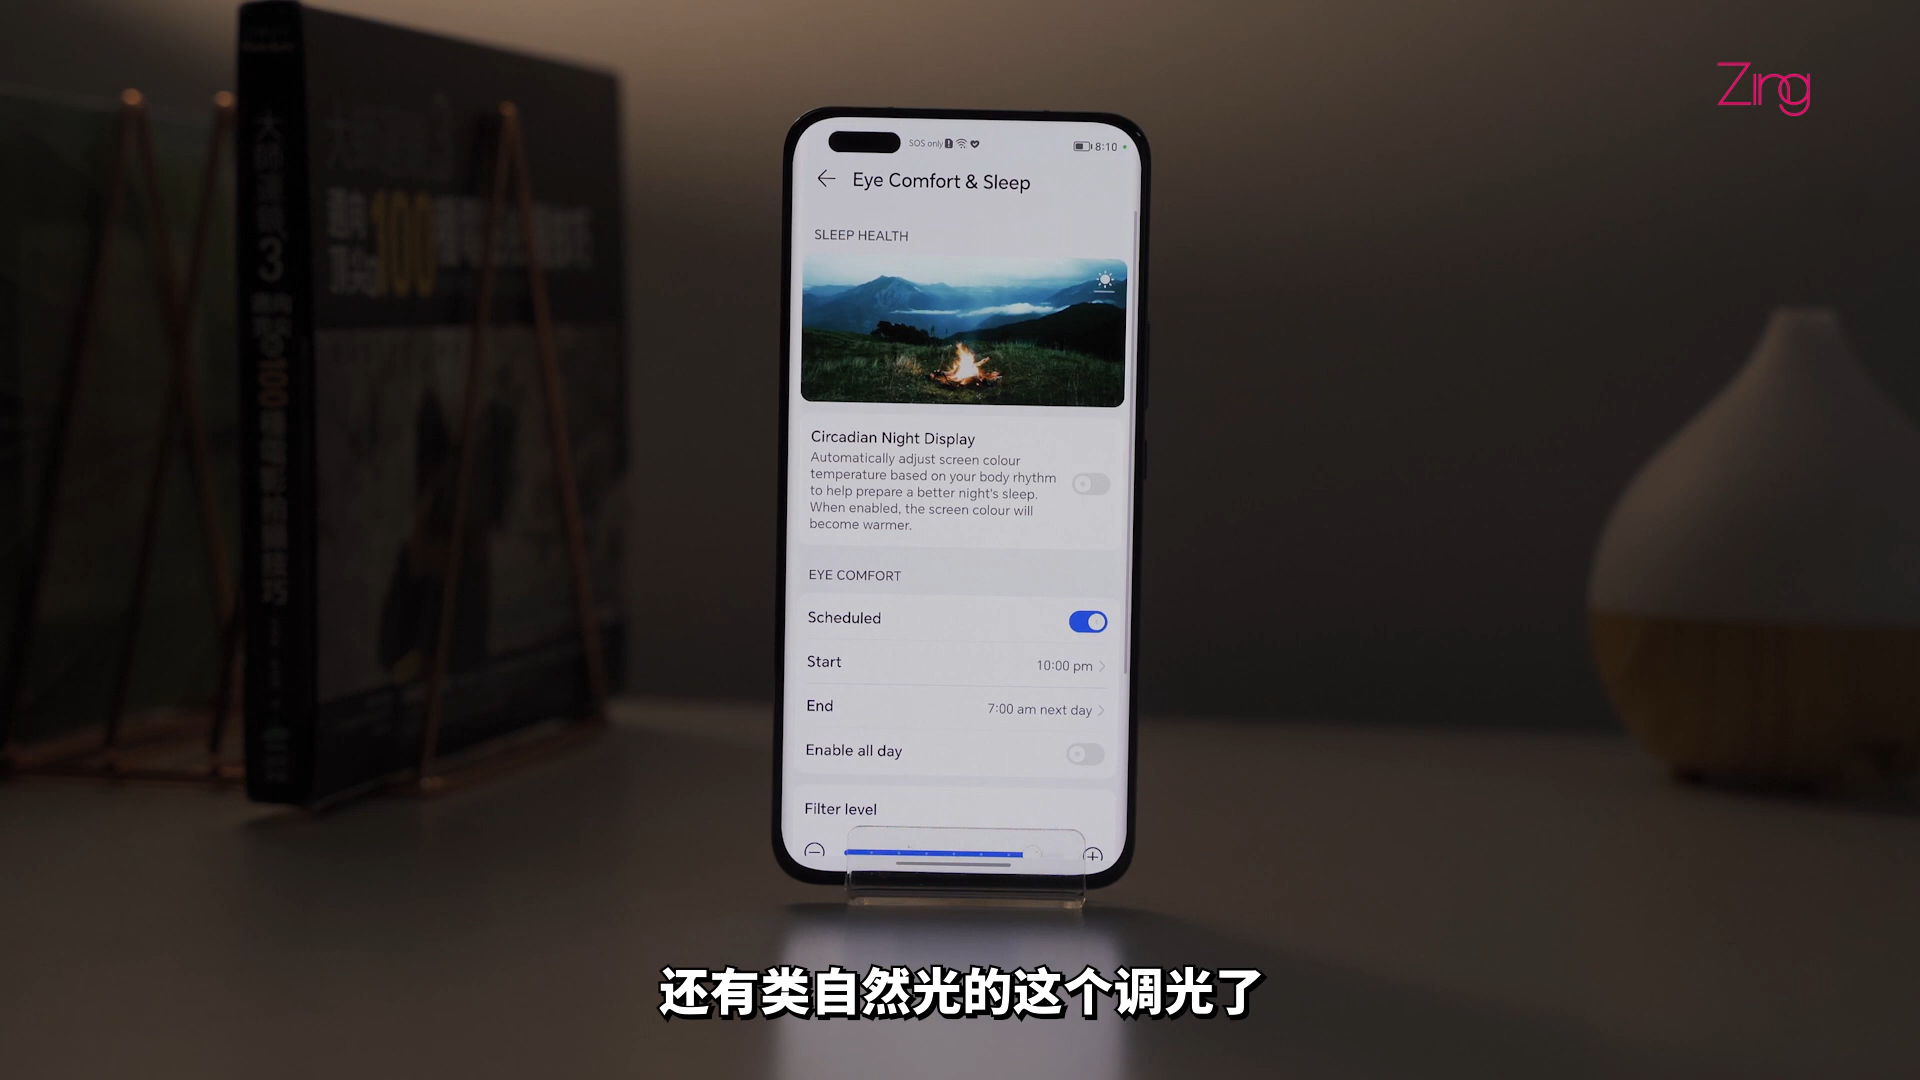 Zing
SOS only
8:10
Eye Comfort & Sleep
SLEEP HEALTH
Circadian Night Display
Automatically adjust screen colour
temperature based on your body rhythm
to help prepare a better night's sleep.
When enabled, the screen colour will
become warmer.
EYE COMFORT
Scheduled
Start
10:00 pm
End
7:00 am next day
Enable all day
Filter level
3
100
还有类自然光的这个调光了